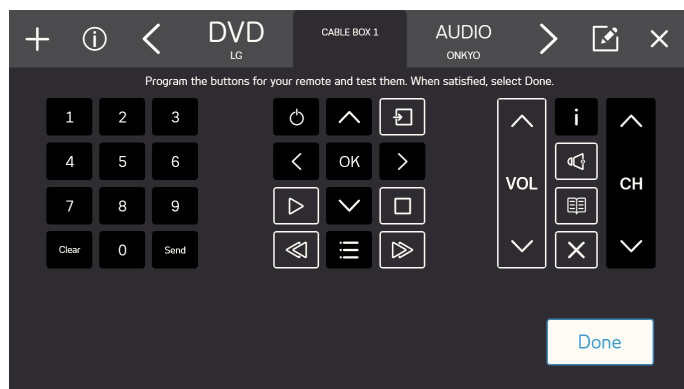 DVD
LG
CABLE BOX 1
AUDIO
ONKYO
Program the buttons for your remote and test them. When satisfied, select Done.
1 2 3 i
4 5 6 OK
VOL CH
7 8 9
Clear 0 Send
Done